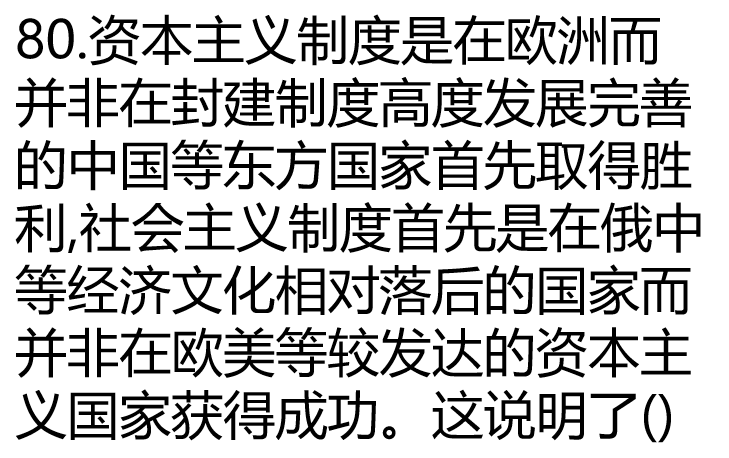 80.资本主义制度是在欧洲而
并非在封建制度高度发展完善
的中国等东方国家首先取得胜
利,社会主义制度首先是在俄中
等经济文化相对落后的国家而
并非在欧美等较发达的资本主
义国家获得成功。这说明了()